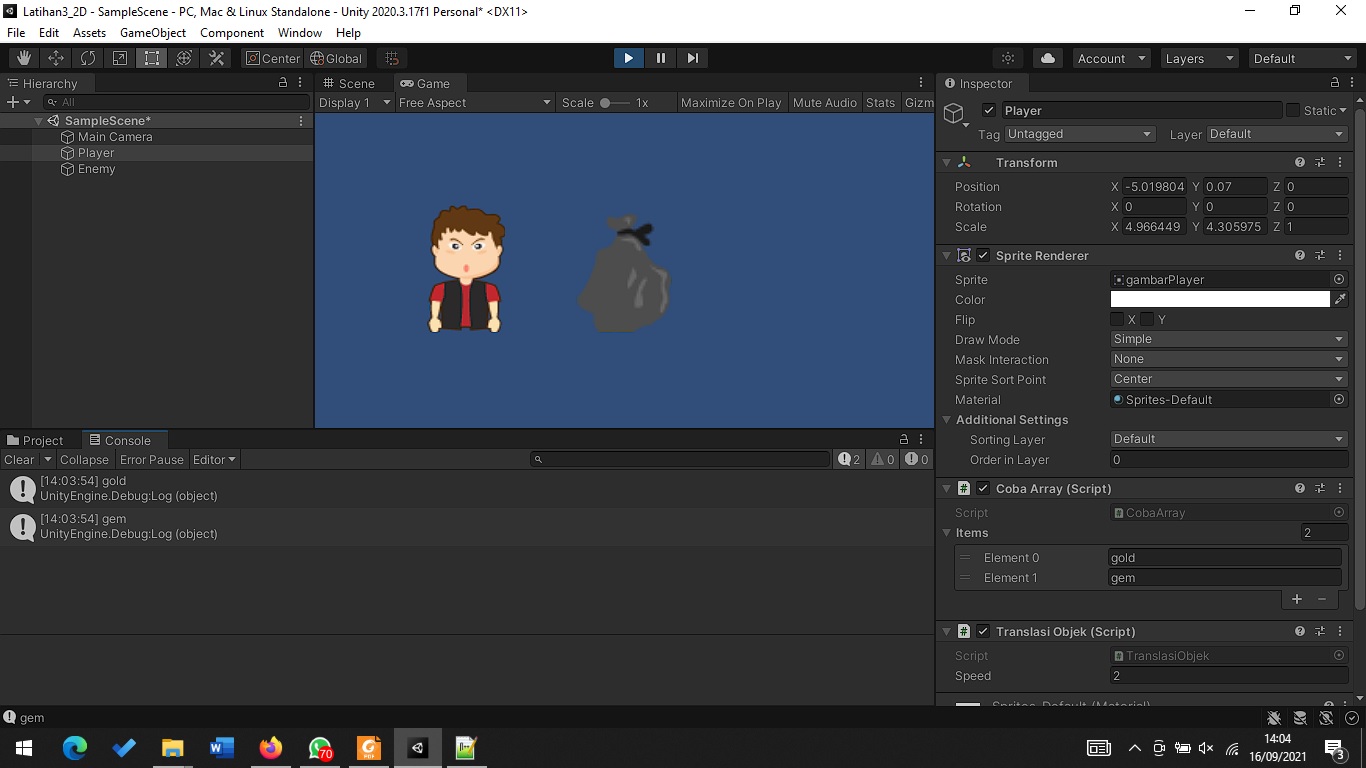 Latihan3_2D - SampleScene - PC, Mac & Linux Standalone - Unity 2020.3.17f1 Personal* <DX11>
File Edit Assets GameObject Component Window Help
Center Global Account Layers Default
Hierarchy
All
SampleScene*
Main Camera
Player
Enemy
Scene Game
Display 1 Free Aspect Scale 1x Maximize On Play Mute Audio Stats Gizm
Project Console
Clear Collapse Error Pause Editor 2 0 0
[14:03:54] gold
UnityEngine.Debug:Log (object)
[14:03:54] gem
UnityEngine.Debug:Log (object)
Inspector
Player Static
Tag Untagged Layer Default
Transform
Position X -5.019804 Y 0.07 Z 0
Rotation X 0 Y 0 Z 0
Scale X 4.966449 Y 4.305975 Z 1
Sprite Renderer
Sprite gambarPlayer
Color
Flip X Y
Draw Mode Simple
Mask Interaction None
Sprite Sort Point Center
Material Sprites-Default
Additional Settings
Sorting Layer Default
Order in Layer 0
# Coba Array (Script)
Script CobaArray
Items 2
Element 0 gold
Element 1 gem
# Translasi Objek (Script)
Script TranslasiObjek
Speed 2
Sprites-Default (Material)
gem
W 70 PDF 14:04
16/09/2021 3